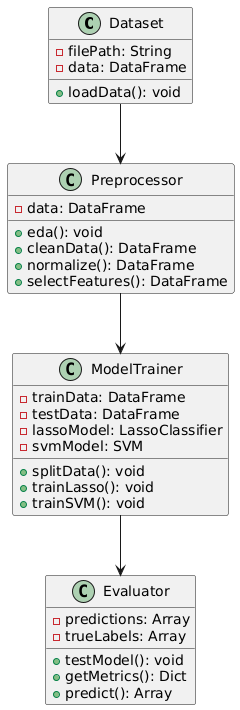 C Dataset
filePath: String
data: DataFrame
loadData(): void
C Preprocessor
data: DataFrame
eda(): void
cleanData(): DataFrame
normalize(): DataFrame
selectFeatures(): DataFrame
C ModelTrainer
trainData: DataFrame
testData: DataFrame
lassoModel: LassoClassifier
svmModel: SVM
splitData(): void
trainLasso(): void
trainSVM(): void
C Evaluator
predictions: Array
trueLabels: Array
testModel(): void
getMetrics(): Dict
predict(): Array